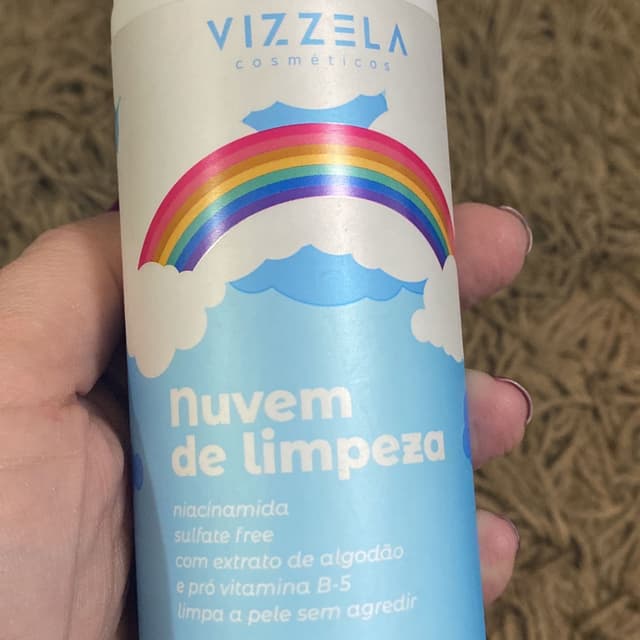 VIZZELA
cosméticos
nuvem
de limpeza
niacinamida
sulfate free
com extrato de algodão
e pró vitamina B-5
limpa a pele sem agredir